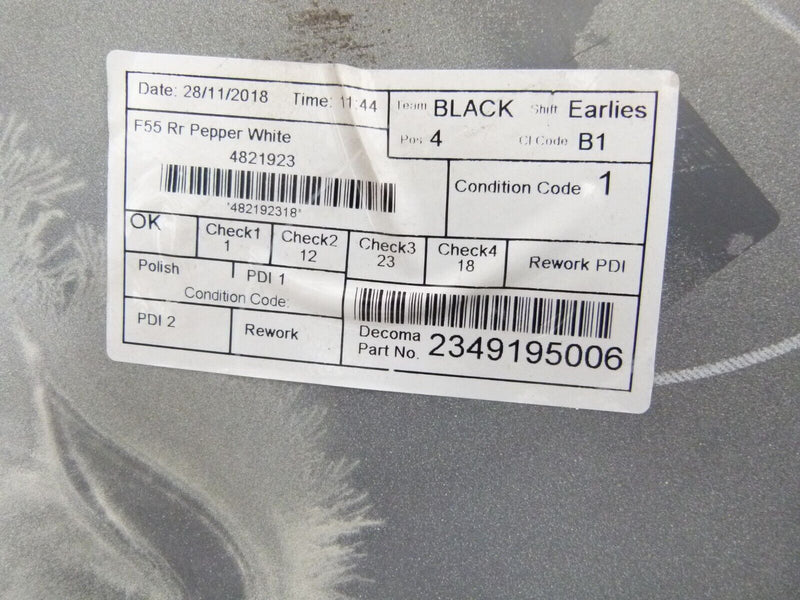 Date: 28/11/2018 Time: 11:44
Team BLACK Shift Earlies
Pos 4 Cl Code B1
F55 Rr Pepper White
4821923
*482192318*
Condition Code 1
OK
Check1
1
Check2
12
Check3
23
Check4
18
Rework PDI
Polish
PDI 1
Condition Code:
PDI 2
Rework
Decoma
Part No. 2349195006